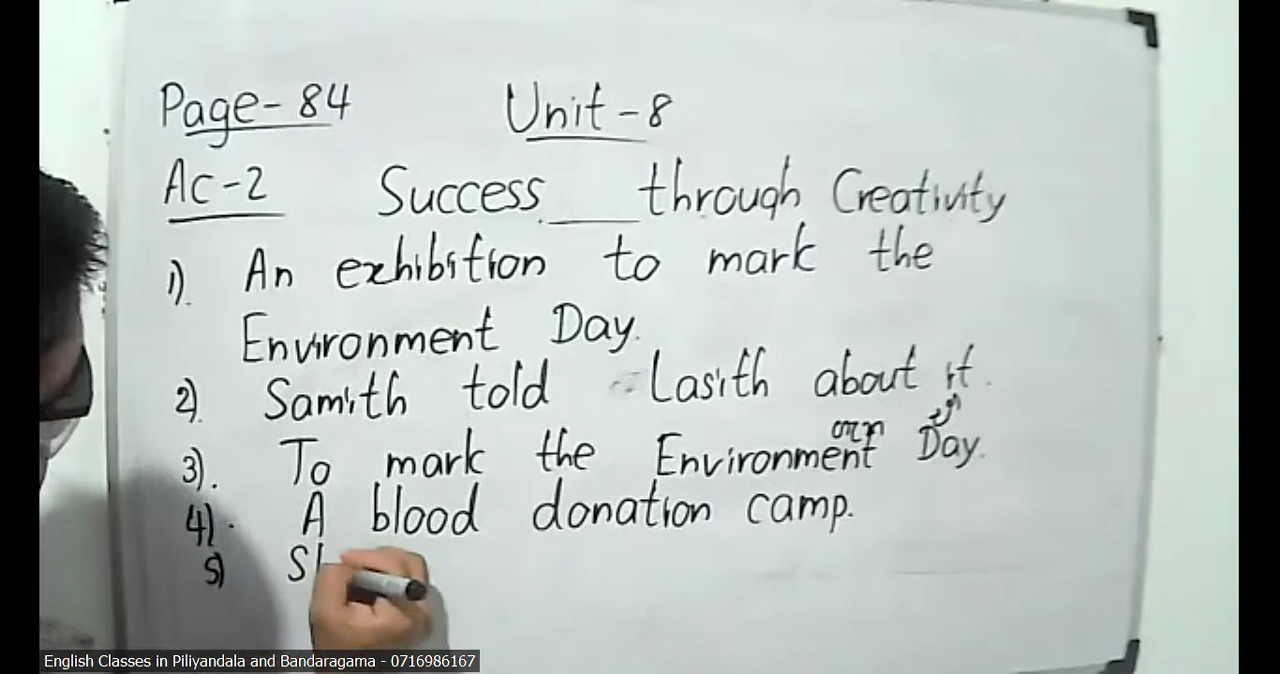 Page-84 Unit-8
Ac-2 Success ___ through Creativity
1). An exhibition to mark the
Environment Day.
2). Samith told Lasith about it.
3). To mark the Environment Day.
4). A blood donation camp.
5)
English Classes in Piliyandala and Bandaragama - 0716986167